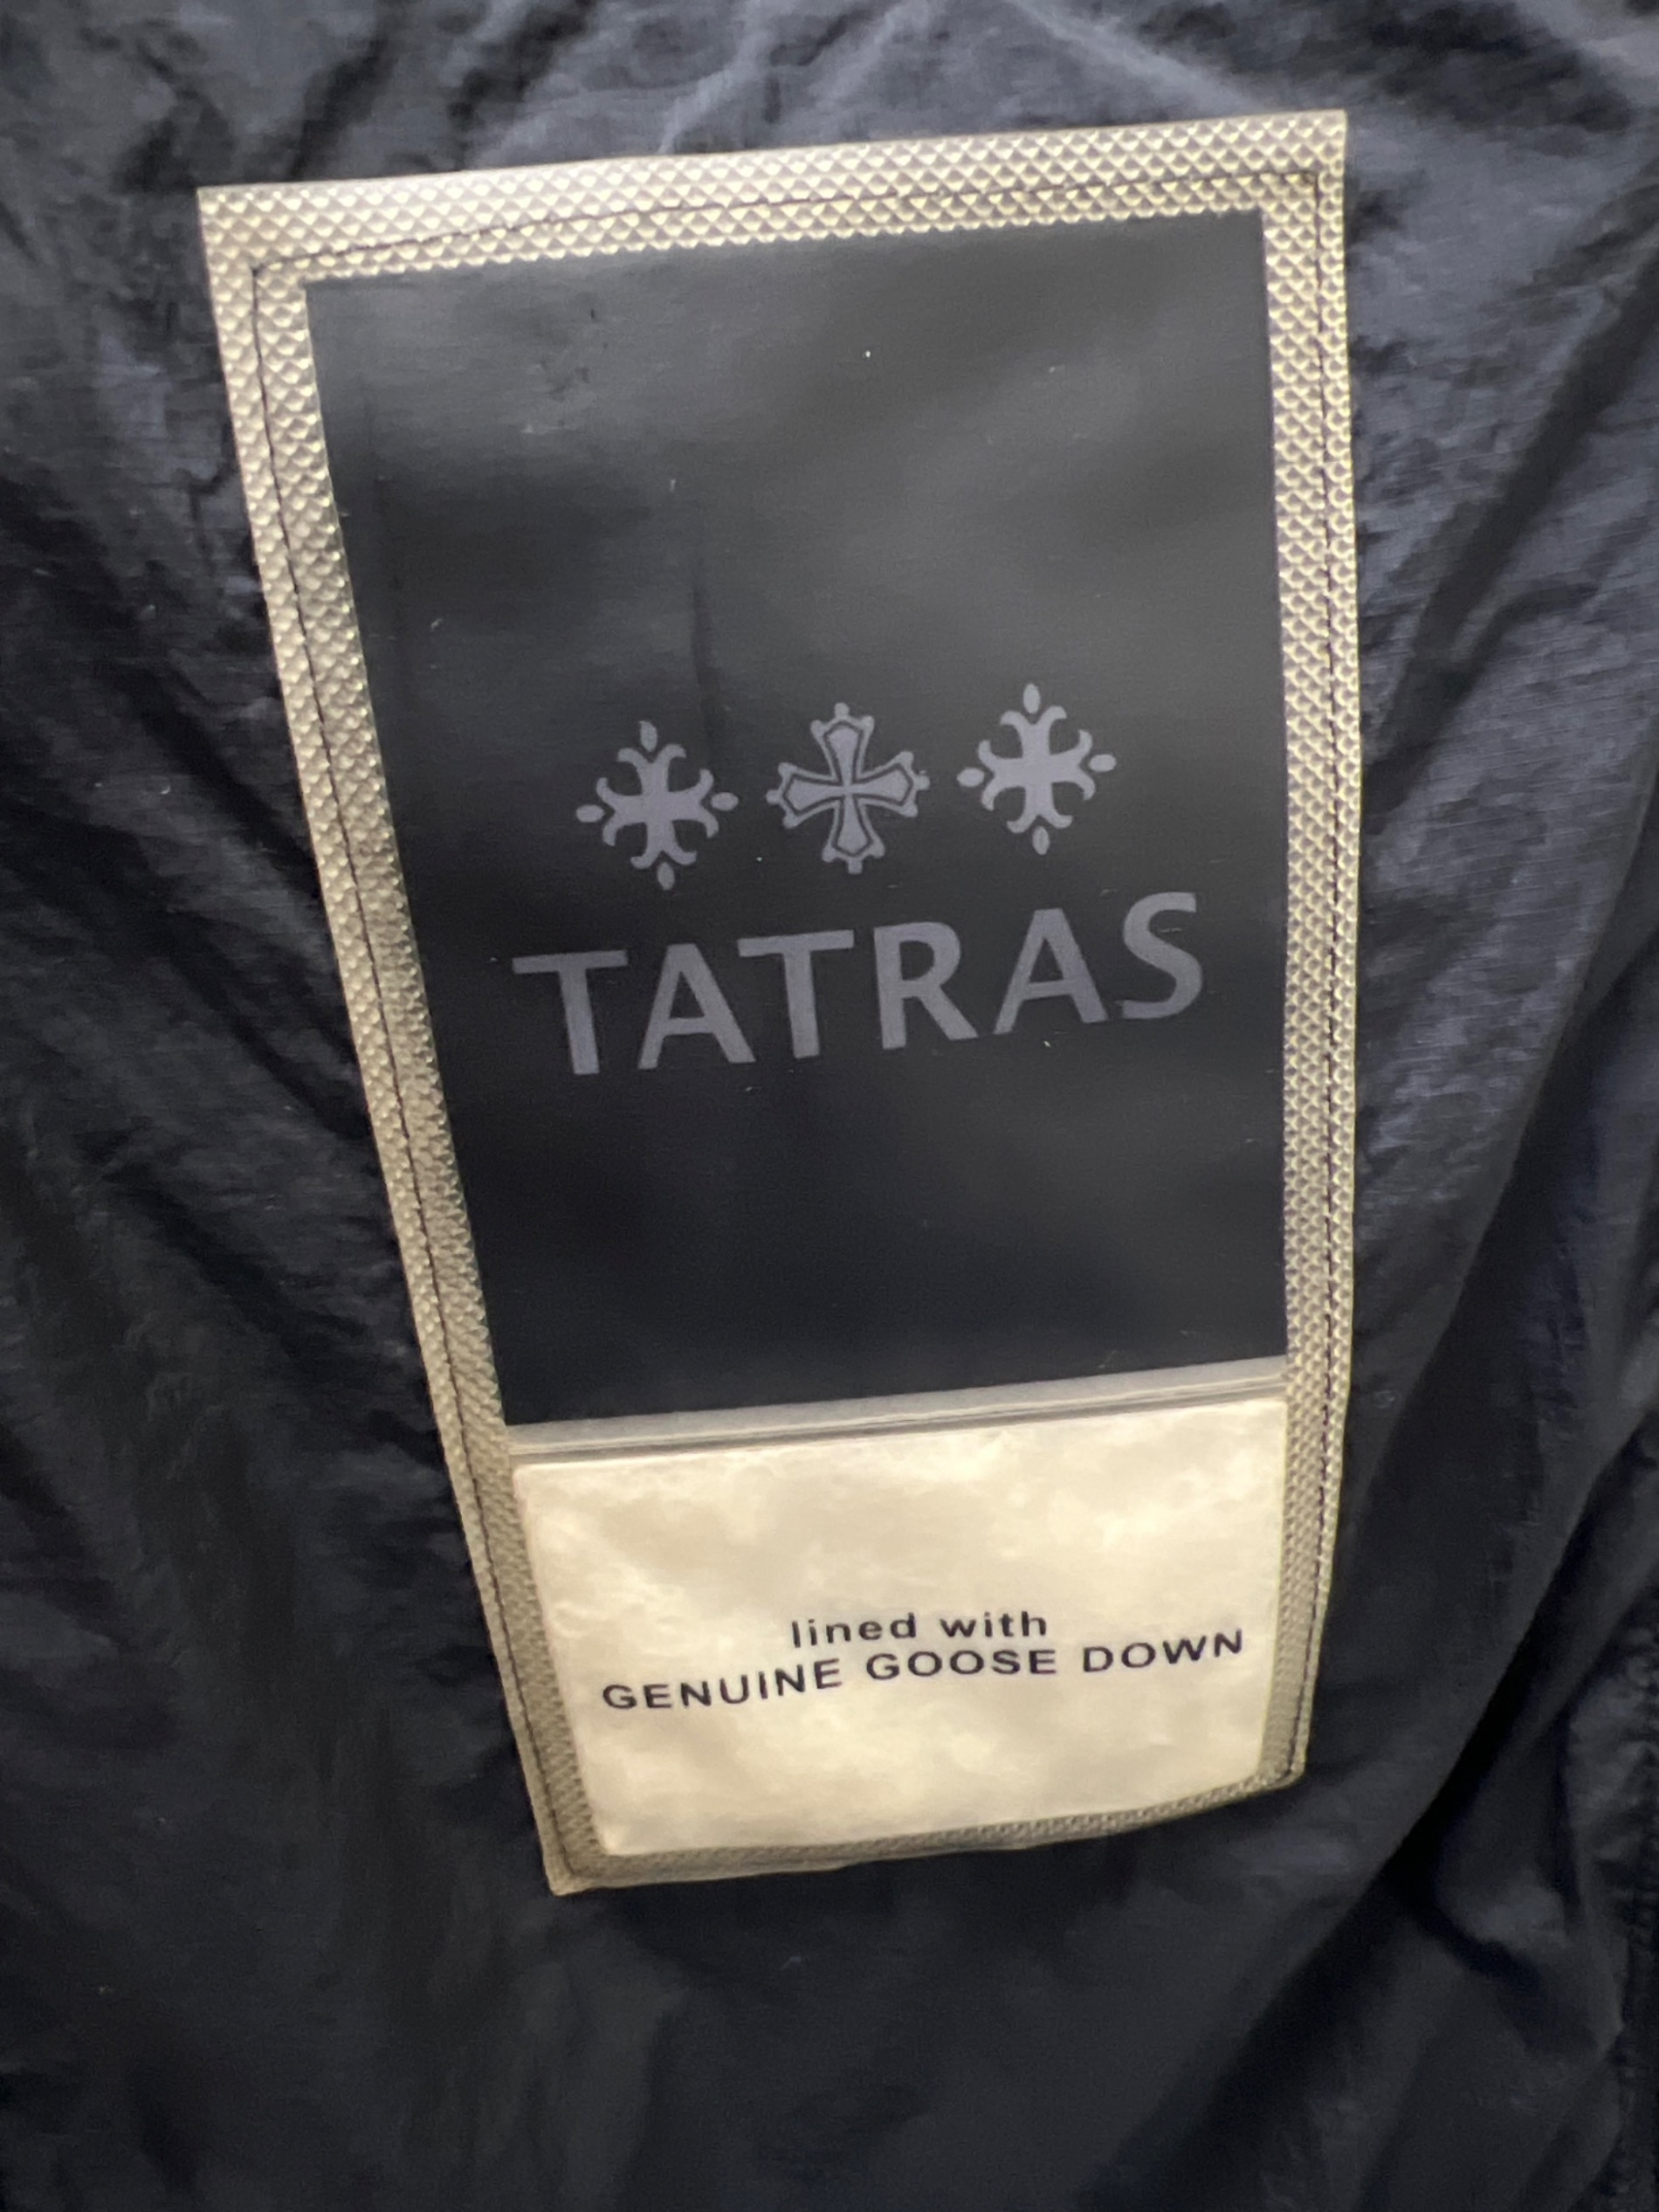 TATRAS
lined with
GENUINE GOOSE DOWN